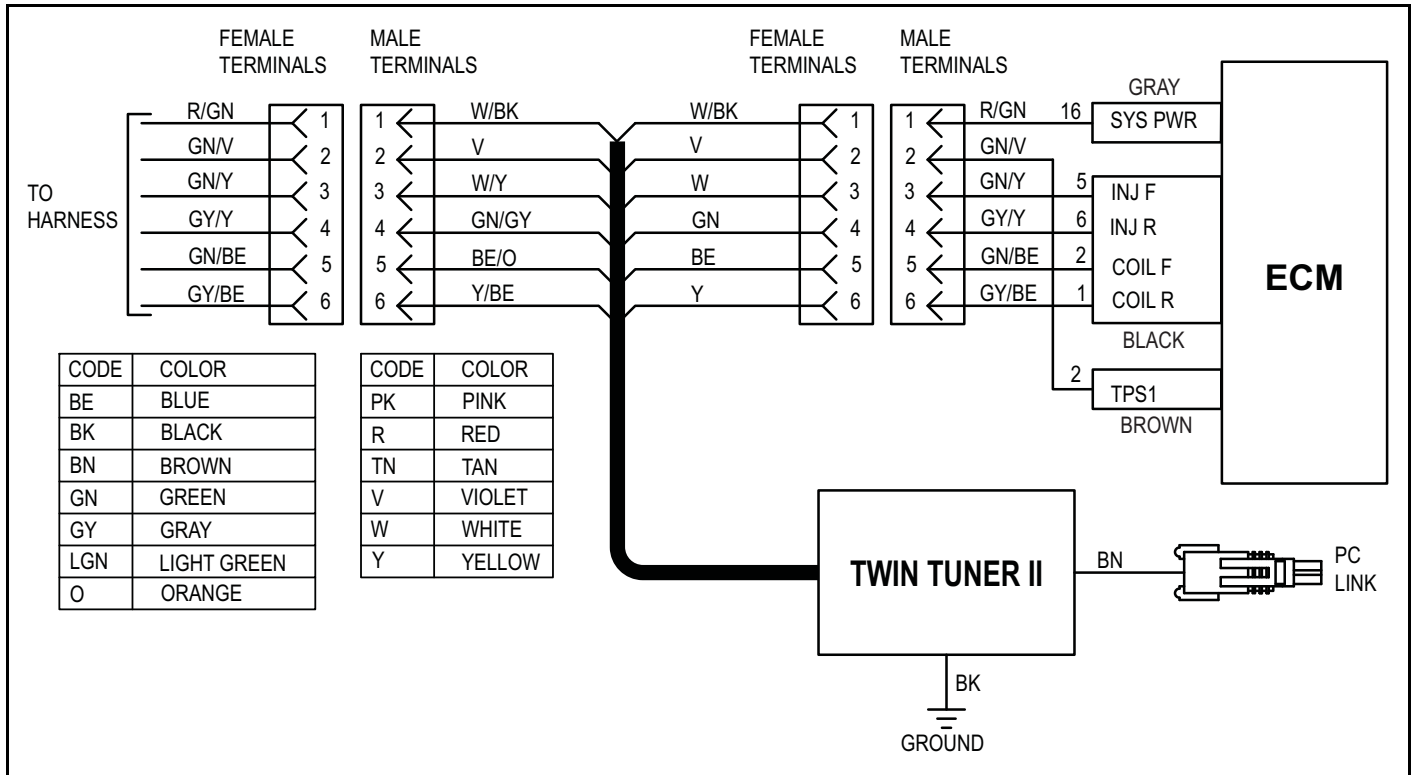 FEMALE
TERMINALS
MALE
TERMINALS
FEMALE
TERMINALS
MALE
TERMINALS
TO
HARNESS
R/GN 1 1 W/BK W/BK 1 1 R/GN 16
GN/V 2 2 V V 2 2 GN/V
GN/Y 3 3 W/Y W 3 3 GN/Y 5
GY/Y 4 4 GN/GY GN 4 4 GY/Y 6
GN/BE 5 5 BE/O BE 5 5 GN/BE 2
GY/BE 6 6 Y/BE Y 6 6 GY/BE 1
GRAY
SYS PWR
INJ F
INJ R
COIL F
COIL R
BLACK
2
TPS1
BROWN
ECM
CODE COLOR
BE BLUE
BK BLACK
BN BROWN
GN GREEN
GY GRAY
LGN LIGHT GREEN
O ORANGE
CODE COLOR
PK PINK
R RED
TN TAN
V VIOLET
W WHITE
Y YELLOW
TWIN TUNER II
BN
PC
LINK
BK
GROUND